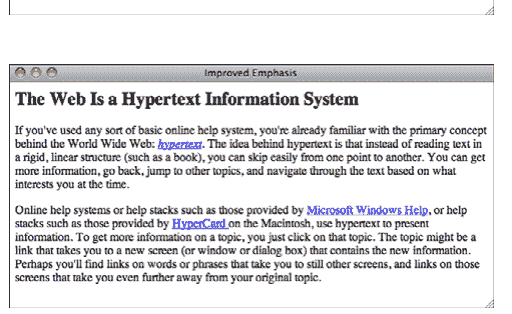 Improved Emphasis
The Web Is a Hypertext Information System
If you've used any sort of basic online help system, you're already familiar with the primary concept
behind the World Wide Web: hypertext. The idea behind hypertext is that instead of reading text in
a rigid, linear structure (such as a book), you can skip easily from one point to another. You can get
more information, go back, jump to other topics, and navigate through the text based on what
interests you at the time.
Online help systems or help stacks such as those provided by Microsoft Windows Help, or help
stacks such as those provided by HyperCard on the Macintosh, use hypertext to present
information. To get more information on a topic, you just click on that topic. The topic might be a
link that takes you to a new screen (or window or dialog box) that contains the new information.
Perhaps you'll find links on words or phrases that take you to still other screens, and links on those
screens that take you even further away from your original topic.